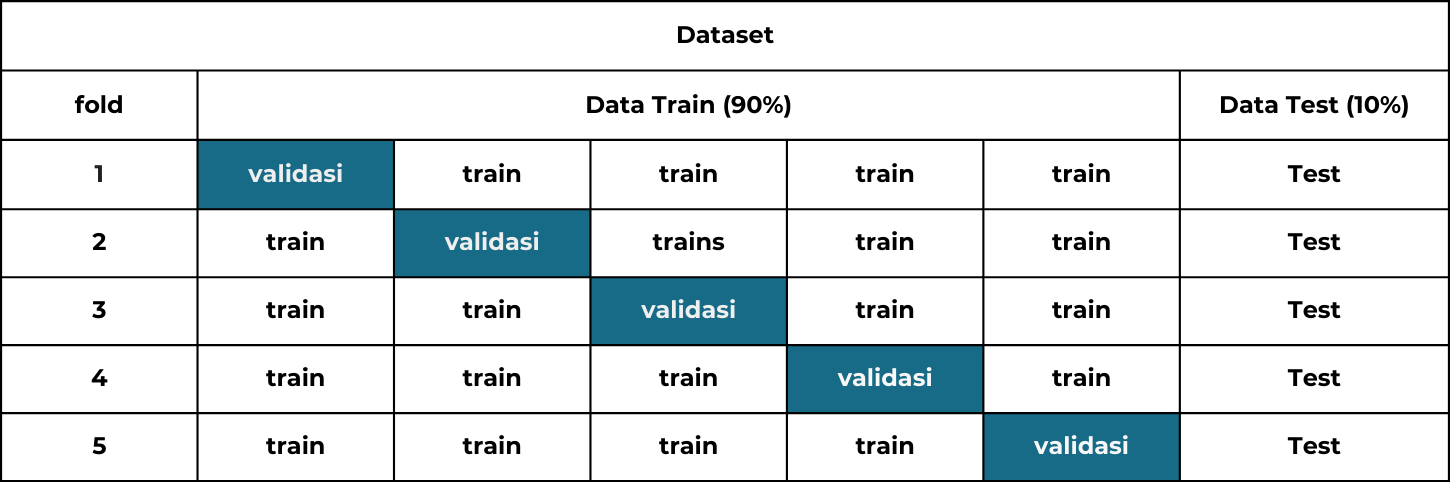 Dataset
fold Data Train (90%) Data Test (10%)
1 validasi train train train train Test
2 train validasi trains train train Test
3 train train validasi train train Test
4 train train train validasi train Test
5 train train train train validasi Test